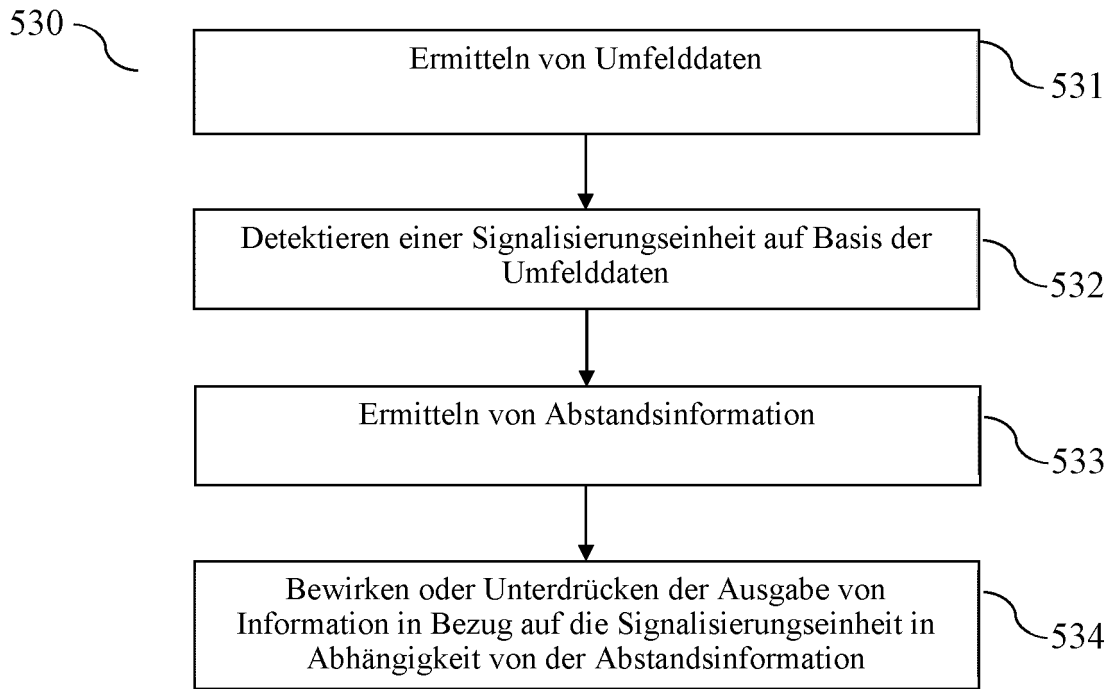 530
Ermitteln von Umfelddaten
531
Detektieren einer Signalisierungseinheit auf Basis der
Umfelddaten
532
Ermitteln von Abstandsinformation
533
Bewirken oder Unterdrücken der Ausgabe von
Information in Bezug auf die Signalisierungseinheit in
Abhängigkeit von der Abstandsinformation
534